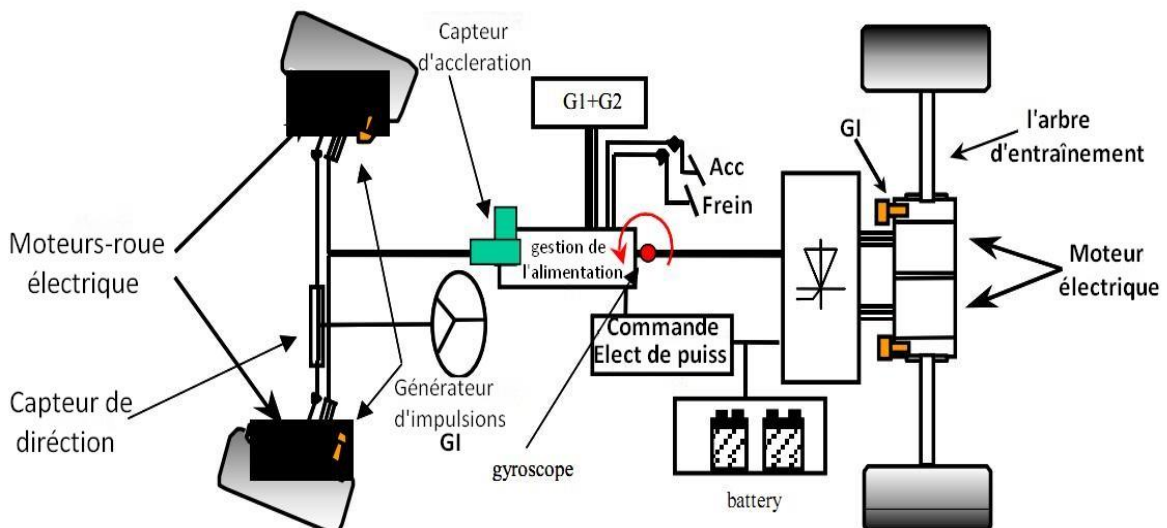 Capteur
d'accleration
G1+G2
Acc
Frein
GI
l'arbre
d'entraînement
Moteurs-roue
électrique
gestion de
l'alimentation
Moteur
électrique
Commande
Elect de puiss
Capteur de
diréction
Générateur
d'impulsions
GI
gyroscope
battery